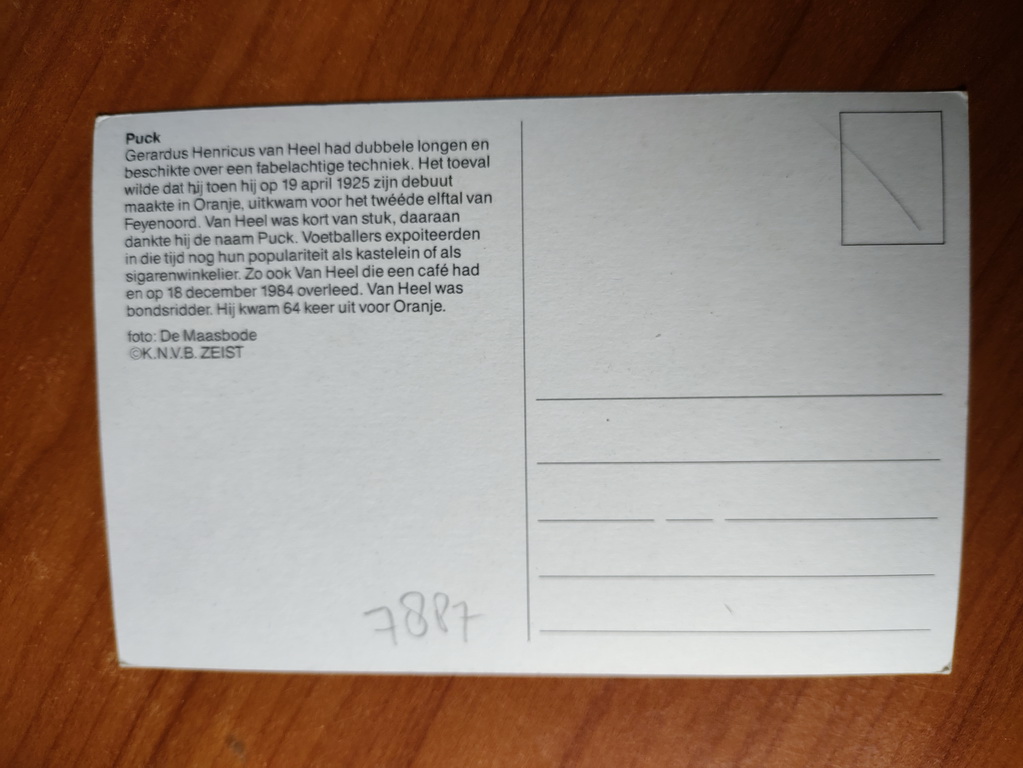 Puck
Gerardus Henricus van Heel had dubbele longen en
beschikte over een fabelachtige techniek. Het toeval
wilde dat hij toen hij op 19 april 1925 zijn debuut
maakte in Oranje, uitkwam voor het twééde elftal van
Feyenoord. Van Heel was kort van stuk, daaraan
dankte hij de naam Puck. Voetballers expoiteerden
in die tijd nog hun populariteit als kastelein of als
sigarenwinkelier. Zo ook Van Heel die een café had
en op 18 december 1984 overleed. Van Heel was
bondsridder. Hij kwam 64 keer uit voor Oranje.
foto: De Maasbode
©K.N.V.B. ZEIST
7887